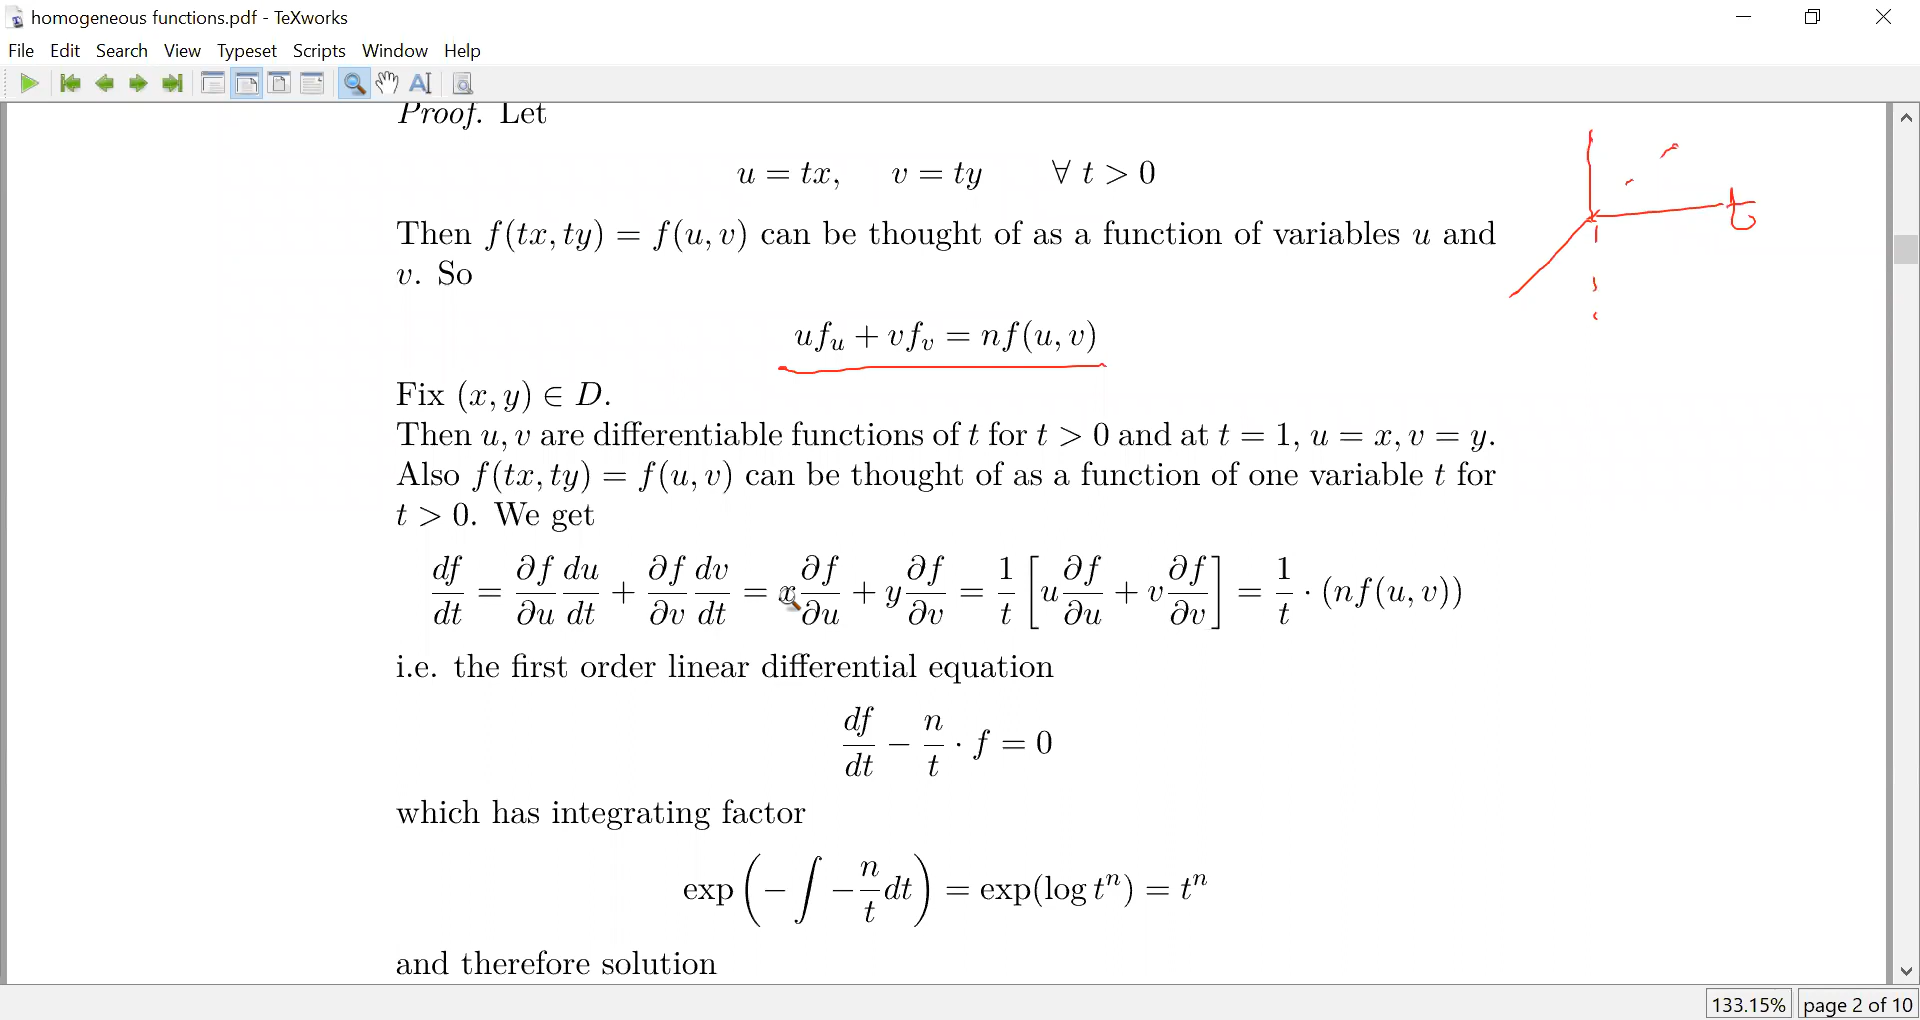 homogeneous functions.pdf - TeXworks
File Edit Search View Typeset Scripts Window Help
Proof. Let
u = tx, v = ty ∀ t > 0
Then f(tx, ty) = f(u, v) can be thought of as a function of variables u and
v. So
uf_u + vf_v = nf(u, v)
Fix (x, y) ∈ D.
Then u, v are differentiable functions of t for t > 0 and at t = 1, u = x, v = y.
Also f(tx, ty) = f(u, v) can be thought of as a function of one variable t for
t > 0. We get
df/dt = ∂f/∂u du/dt + ∂f/∂v dv/dt = x ∂f/∂u + y ∂f/∂v = 1/t [u ∂f/∂u + v ∂f/∂v] = 1/t · (nf(u, v))
i.e. the first order linear differential equation
df/dt − n/t · f = 0
which has integrating factor
exp(− ∫ − n/t dt) = exp(log tⁿ) = tⁿ
and therefore solution
t
133.15% page 2 of 10